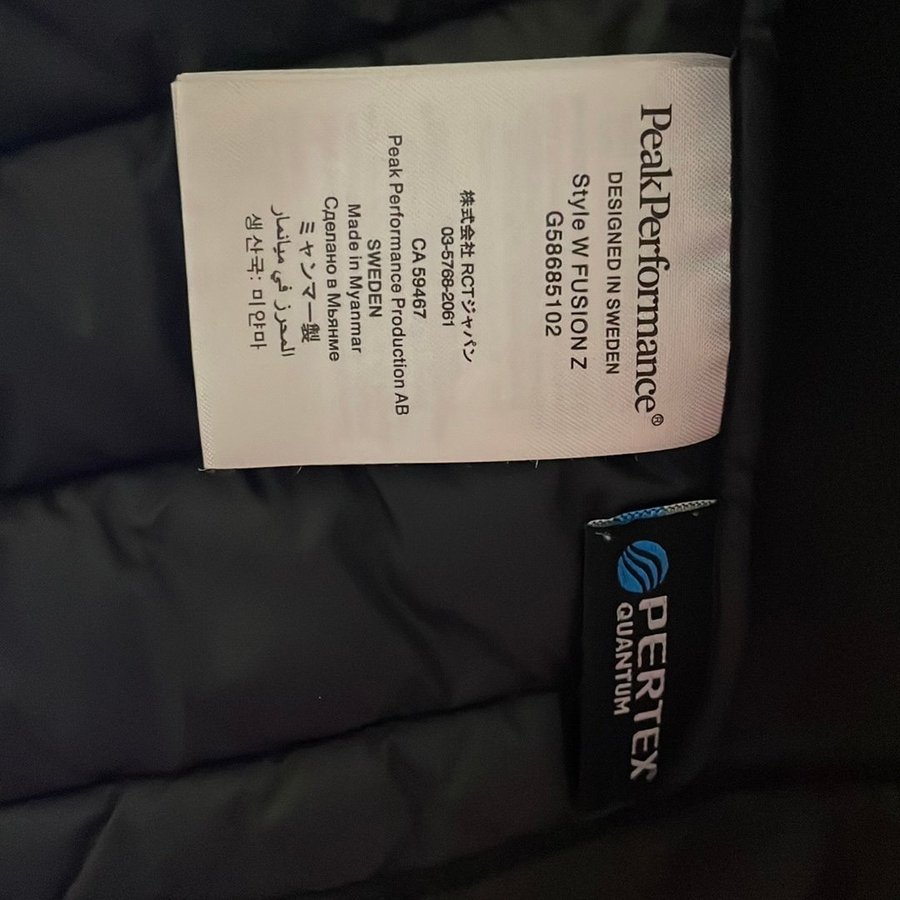 PeakPerformance®
DESIGNED IN SWEDEN
Style W FUSION Z
G58685102
株式会社 RCTジャパン
03-5768-2061
CA 59467
Peak Performance Production AB
SWEDEN
Made in Myanmar
Сделано в Мьянме
ミャンマー製
المحرز في ميانمار
생산국: 미얀마
PERTEX
QUANTUM